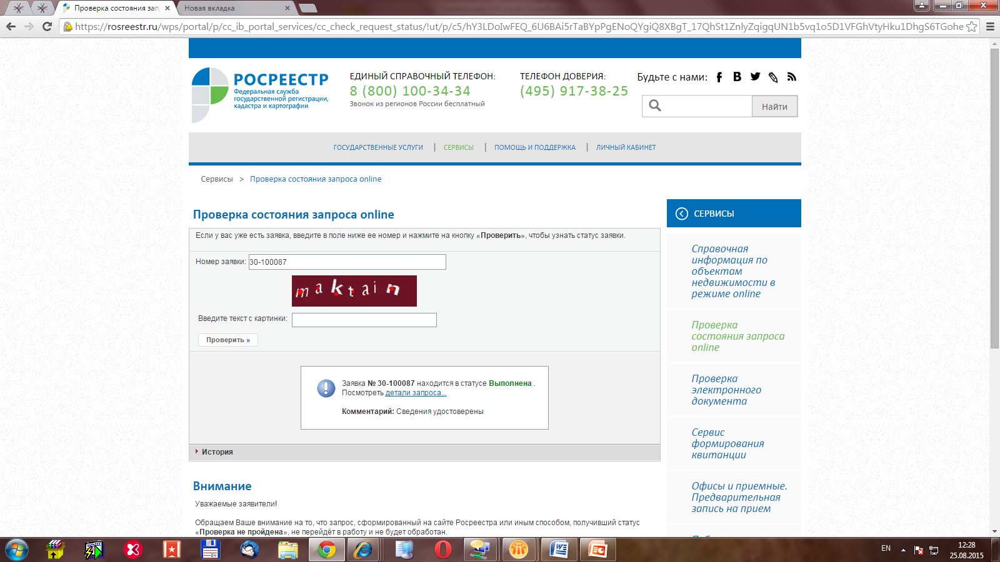 Проверка состояния зап
Новая вкладка
https://rosreestr.ru/wps/portal/p/cc_ib_portal_services/cc_check_request_status/!ut/p/c5/hY3LDoIwFEQ_6U6BAi5rTaBYpPgENoQYgiQ8XBgT_17QhSt1ZnlyZqigqUN1b5vq1o5D1VFGhVtyHku1DhgS6TGohe
РОСРЕЕСТР
Федеральная служба
государственной регистрации,
кадастра и картографии
ЕДИНЫЙ СПРАВОЧНЫЙ ТЕЛЕФОН:
8 (800) 100-34-34
Звонок из регионов России бесплатный
ТЕЛЕФОН ДОВЕРИЯ:
(495) 917-38-25
Будьте с нами:
Найти
ГОСУДАРСТВЕННЫЕ УСЛУГИ | СЕРВИСЫ | ПОМОЩЬ И ПОДДЕРЖКА | ЛИЧНЫЙ КАБИНЕТ
Сервисы > Проверка состояния запроса online
Проверка состояния запроса online
Если у вас уже есть заявка, введите в поле ниже ее номер и нажмите на кнопку «Проверить», чтобы узнать статус заявки.
Номер заявки: 30-100087
maktain
Введите текст с картинки:
Проверить »
Заявка № 30-100087 находится в статусе Выполнена .
Посмотреть детали запроса...
Комментарий: Сведения удостоверены
История
Внимание
Уважаемые заявители!
Обращаем Ваше внимание на то, что запрос, сформированный на сайте Росреестра или иным способом, получивший статус
«Проверка не пройдена», не перейдёт в работу и не будет обработан.
СЕРВИСЫ
Справочная
информация по
объектам
недвижимости в
режиме online
Проверка
состояния запроса
online
Проверка
электронного
документа
Сервис
формирования
квитанции
Офисы и приемные.
Предварительная
запись на прием
64
EN
12:28
25.08.2015